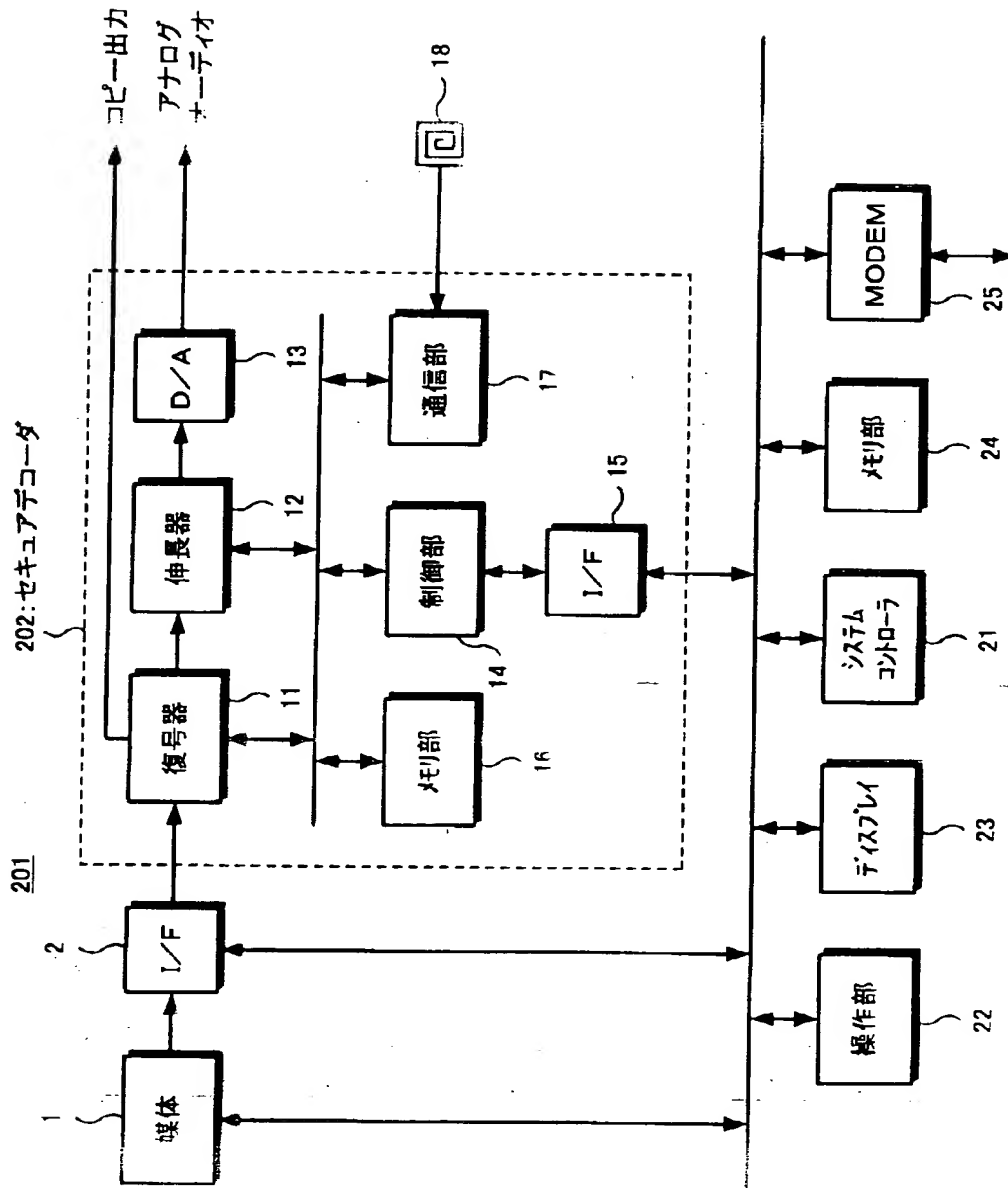 201
202:セキュアデコーダ
コピー出力
アナログ
オーディオ
1
媒体
2
I/F
復号器
11
伸長器
12
D/A
13
メモリ部
16
制御部
14
通信部
17
18
I/F
15
操作部
22
ディスプレイ
23
システム
コントローラ
21
メモリ部
24
MODEM
25